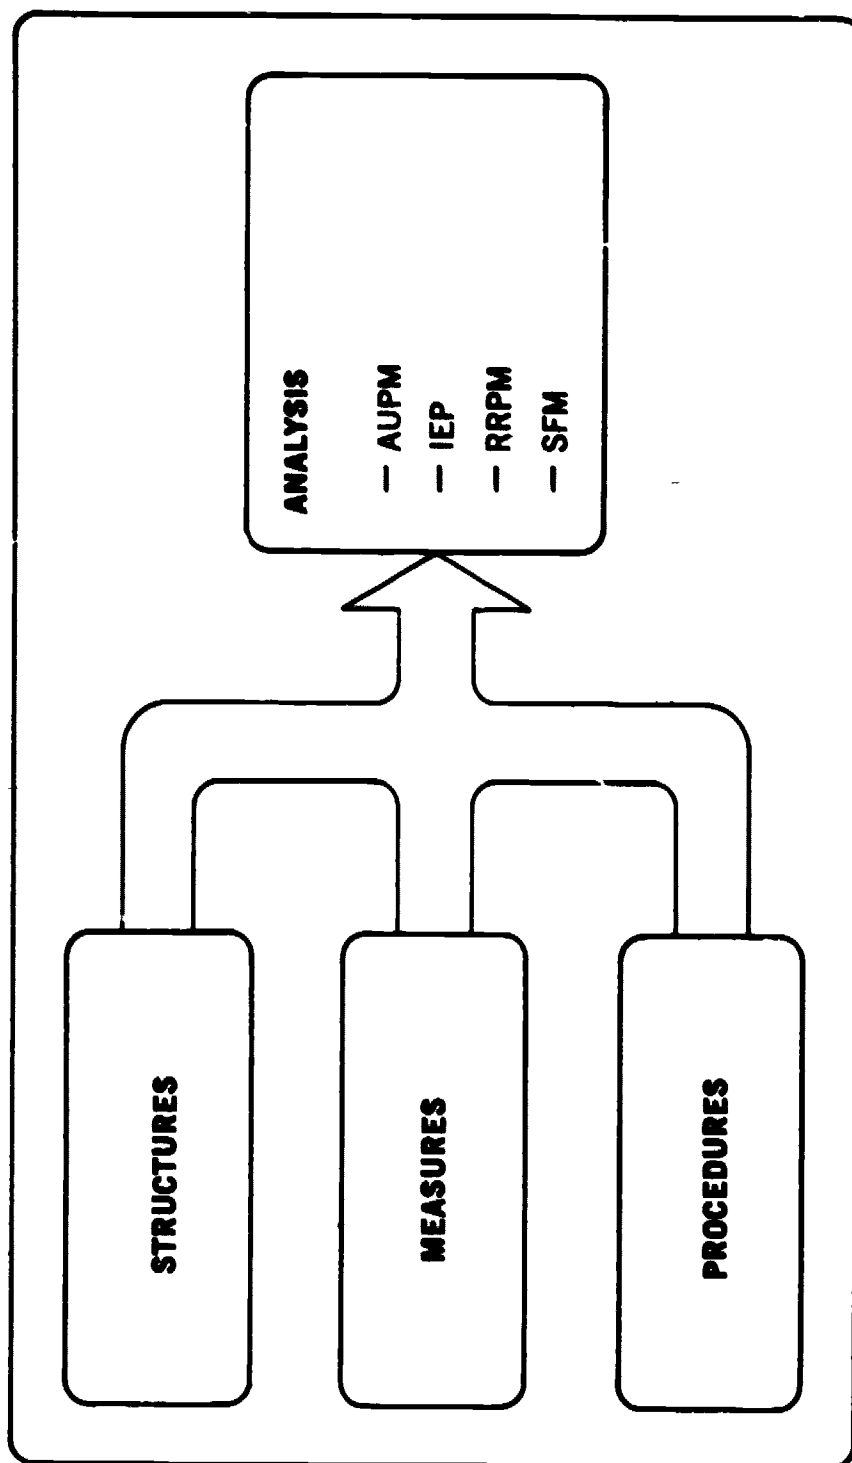 STRUCTURES
MEASURES
PROCEDURES
ANALYSIS
— AUPM
— IEP
— RRPM
— SFM